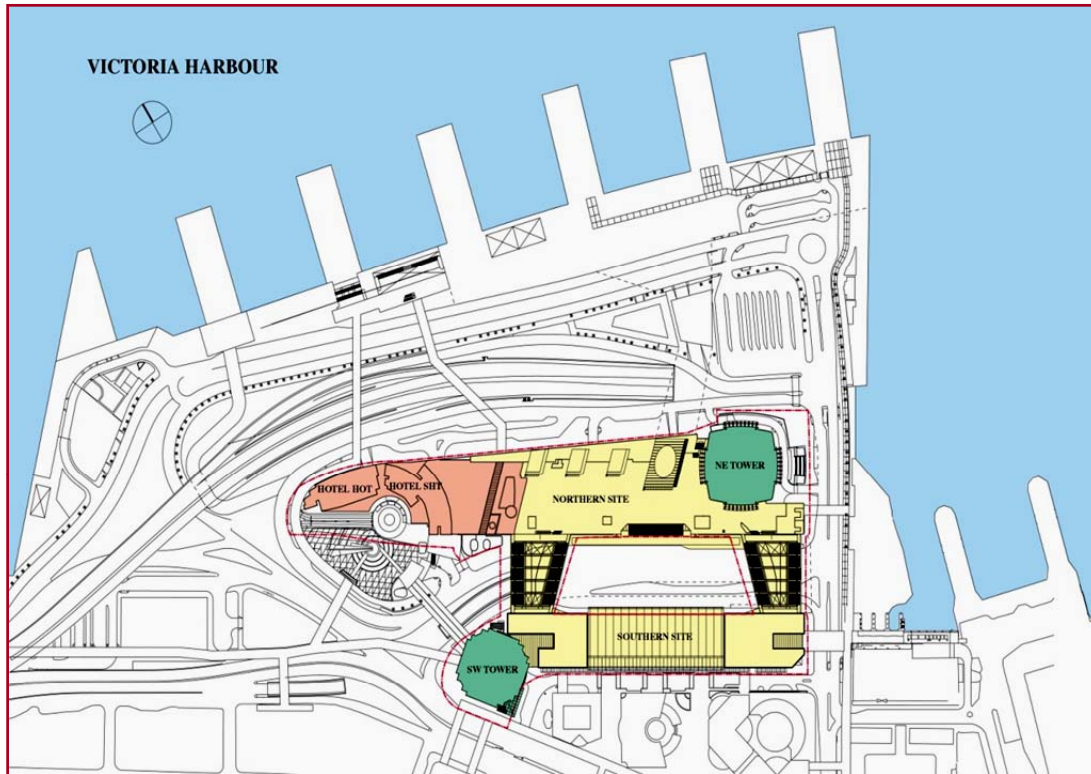 VICTORIA HARBOUR
NE TOWER
HOTEL HOT
HOTEL SHT
NORTHERN SITE
SOUTHERN SITE
SW TOWER